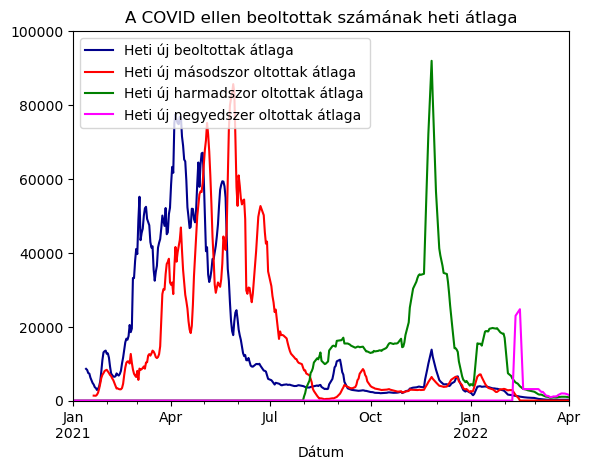 A COVID ellen beoltottak számának heti átlaga
Heti új beoltottak átlaga
Heti új másodszor oltottak átlaga
Heti új harmadszor oltottak átlaga
Heti új negyedszer oltottak átlaga
100000
80000
60000
40000
20000
0
Jan Apr Jul Oct Jan Apr
2021 2022
Dátum